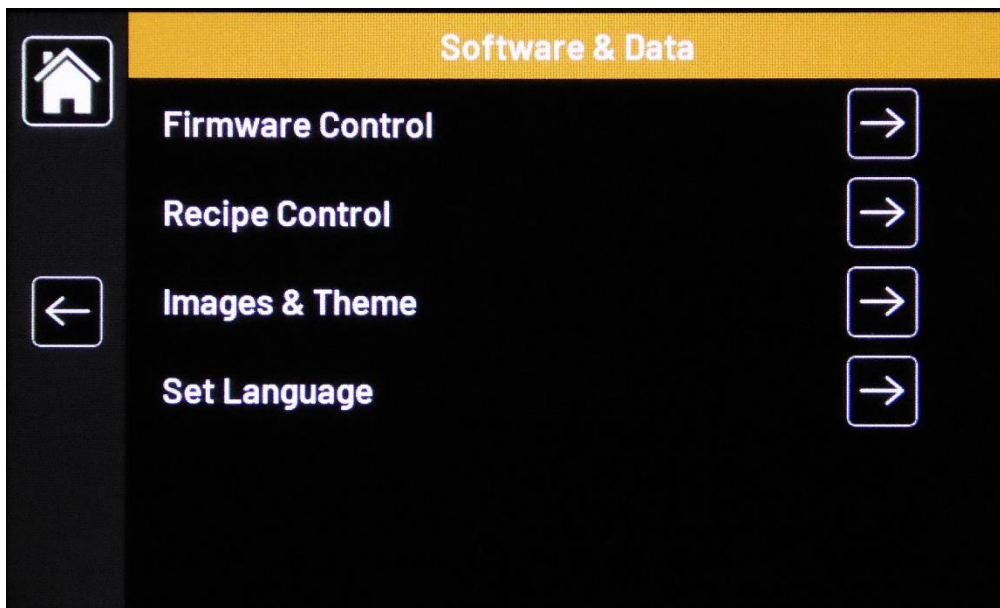 Software & Data
Firmware Control
Recipe Control
Images & Theme
Set Language